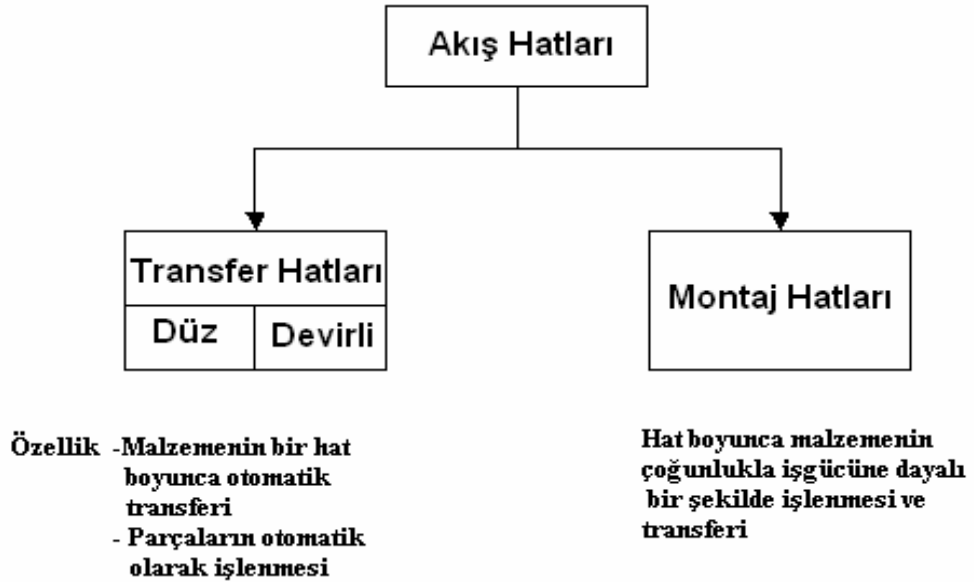 Akış Hatları
Transfer Hatları
Düz
Devirli
Montaj Hatları
Özellik -Malzemenin bir hat
boyunca otomatik
transferi
- Parçaların otomatik
olarak işlenmesi
Hat boyunca malzemenin
çoğunlukla işgücüne dayalı
bir şekilde işlenmesi ve
transferi